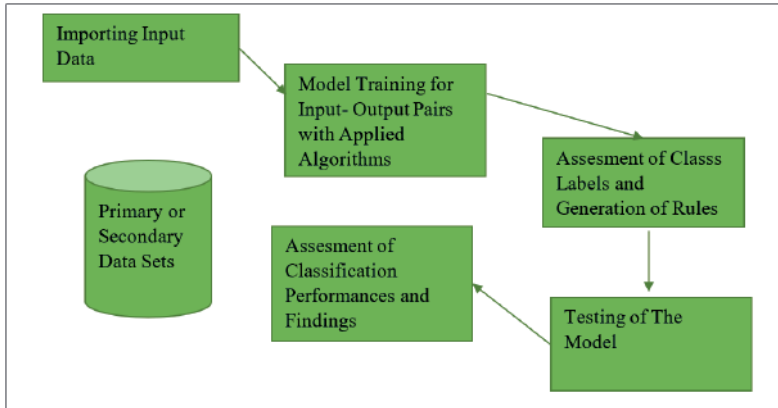 Importing Input
Data
Model Training for
Input- Output Pairs
with Applied
Algorithms
Assesment of Classs
Labels and
Generation of Rules
Testing of The
Model
Assesment of
Classification
Performances and
Findings
Primary or
Secondary
Data Sets